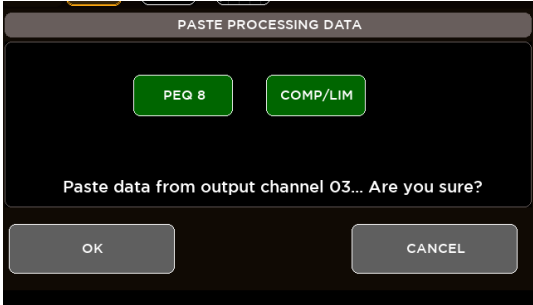 PASTE PROCESSING DATA
PEQ 8
COMP/LIM
Paste data from output channel 03... Are you sure?
OK
CANCEL